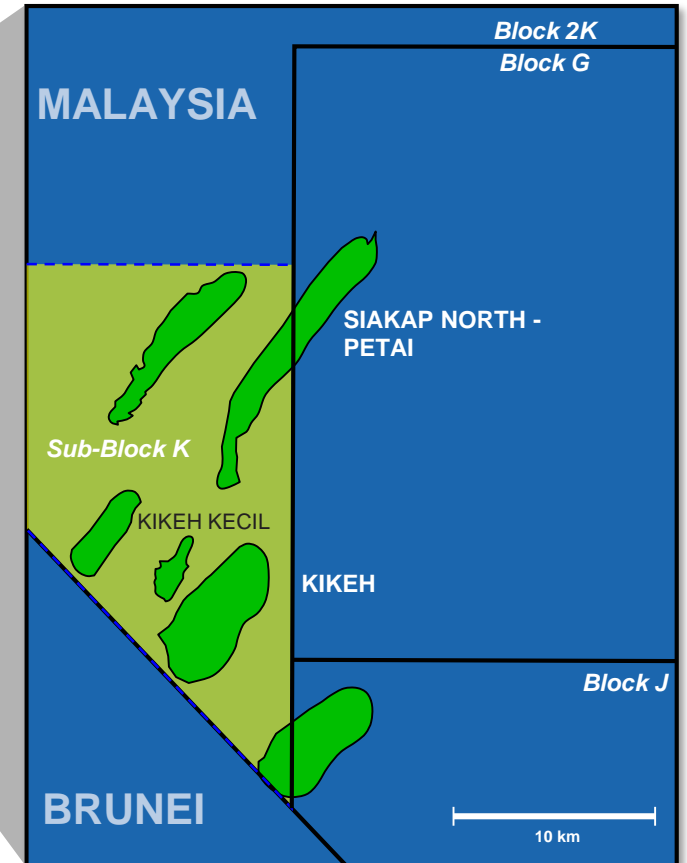 Block 2K
Block G
MALAYSIA
SIAKAP NORTH -
PETAI
Sub-Block K
KIKEH KECIL
KIKEH
Block J
BRUNEI
10 km